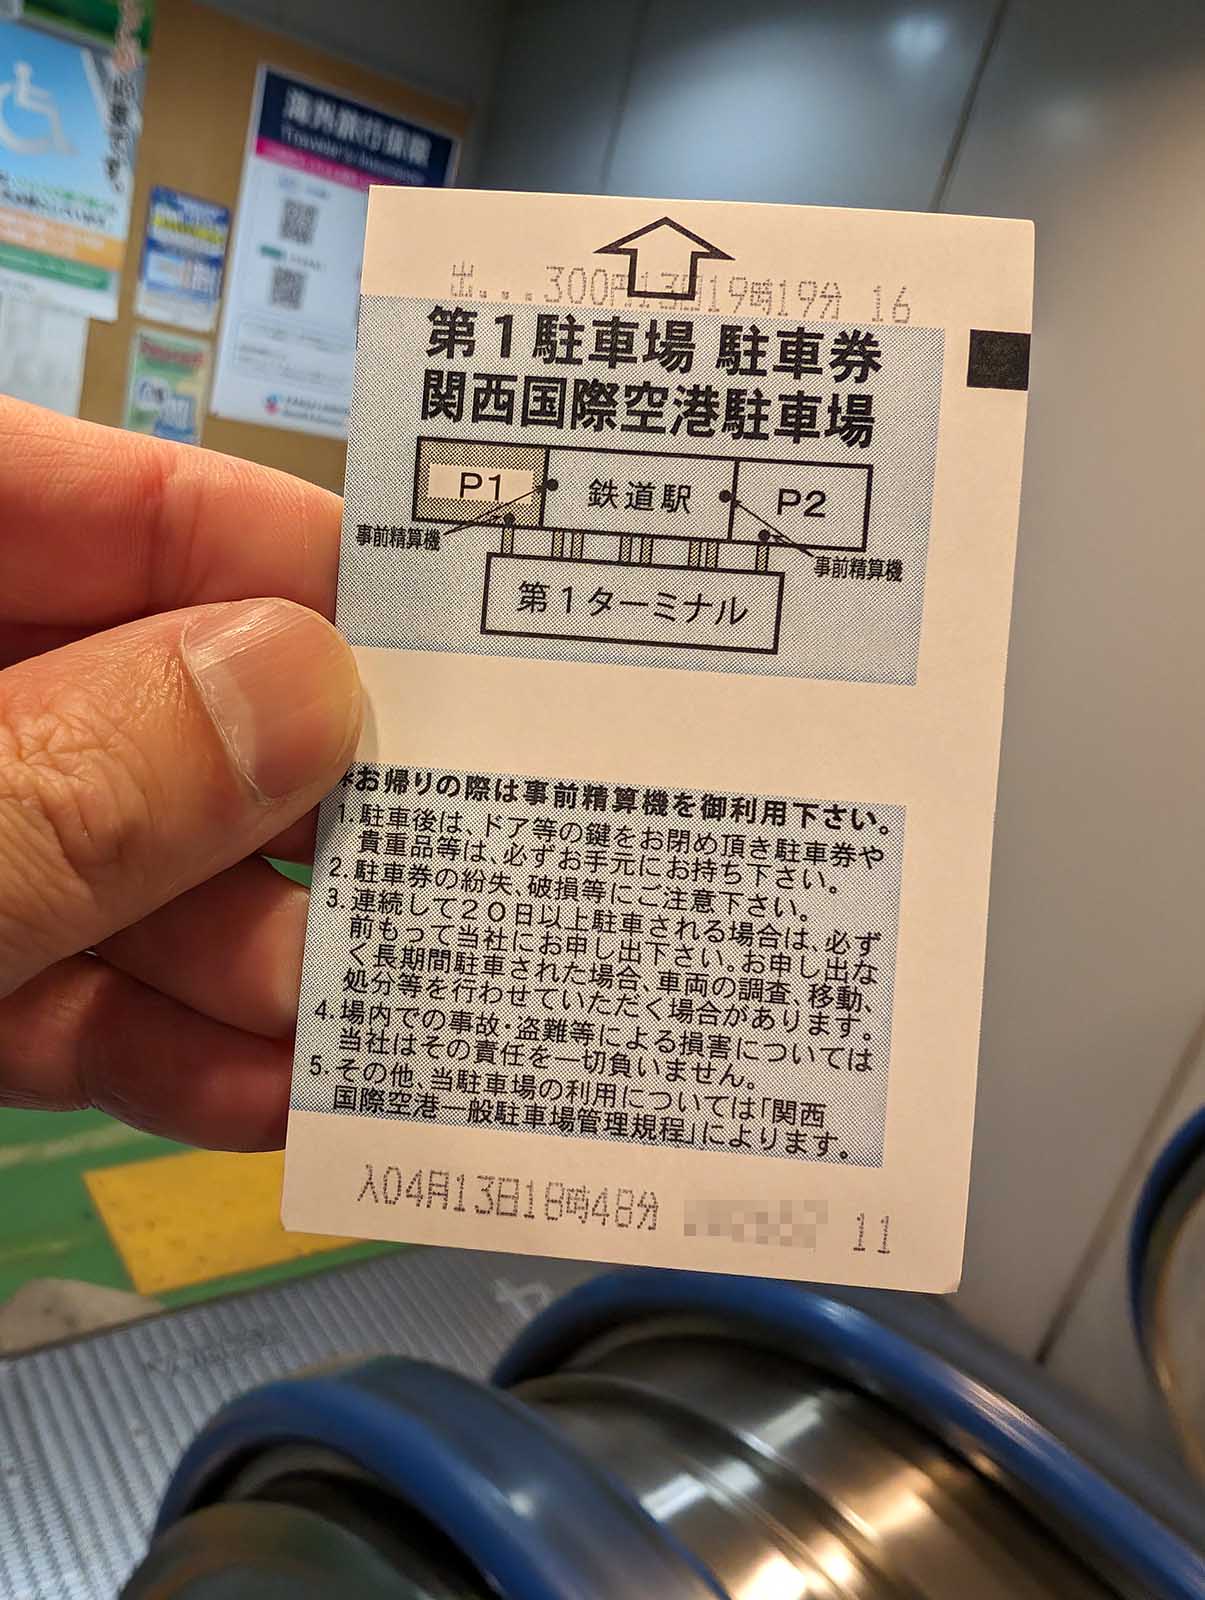 海外旅行保険
必要です。
出...300円13日19時19分 16
第1駐車場 駐車券
関西国際空港駐車場
P1
鉄道駅
P2
事前精算機
事前精算機
第1ターミナル
※お帰りの際は事前精算機を御利用下さい。
1.駐車後は、ドア等の鍵をお閉め頂き駐車券や
貴重品等は、必ずお手元にお持ち下さい。
2.駐車券の紛失、破損等にご注意下さい。
3.連続して20日以上駐車される場合は、必ず
前もって当社にお申し出下さい。お申し出な
く長期間駐車された場合、車両の調査、移動、
処分等を行わせていただく場合があります。
4.場内での事故・盗難等による損害については
当社はその責任を一切負いません。
5.その他、当駐車場の利用については「関西
国際空港一般駐車場管理規程」によります。
入04月13日18時48分
11